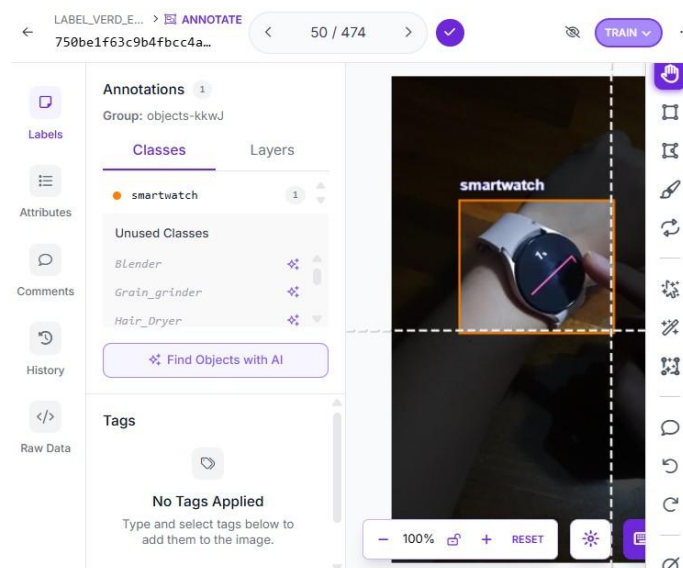 LABEL_VERD_E... > ANNOTATE
750be1f63c9b4fbcc4a…
50 / 474
TRAIN
Labels
Attributes
Comments
History
Raw Data
Annotations 1
Group: objects-kkwJ
Classes
Layers
smartwatch 1
Unused Classes
Blender
Grain_grinder
Hair_Dryer
Find Objects with AI
Tags
No Tags Applied
Type and select tags below to
add them to the image.
smartwatch
100%
RESET